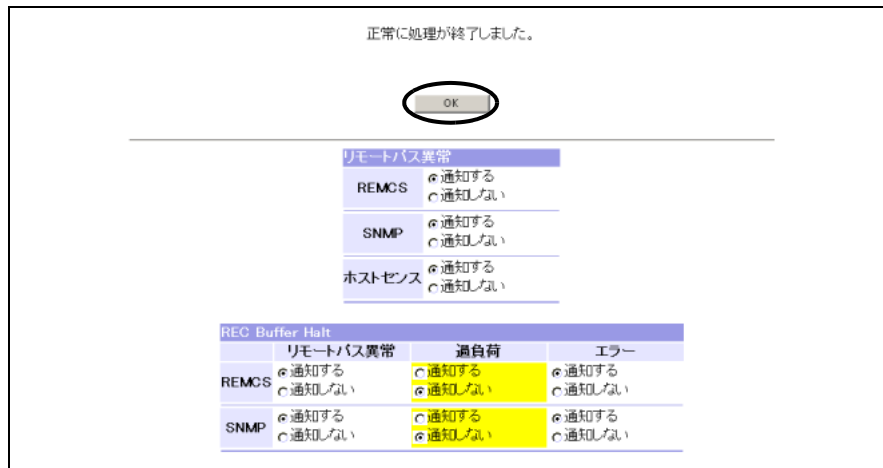 正常に処理が終了しました。
OK
リモートパス異常
REMCS
通知する
通知しない
SNMP
通知する
通知しない
ホストセンス
通知する
通知しない
REC Buffer Halt
リモートパス異常 過負荷 エラー
REMCS
通知する 通知する 通知する
通知しない 通知しない 通知しない
SNMP
通知する 通知する 通知する
通知しない 通知しない 通知しない